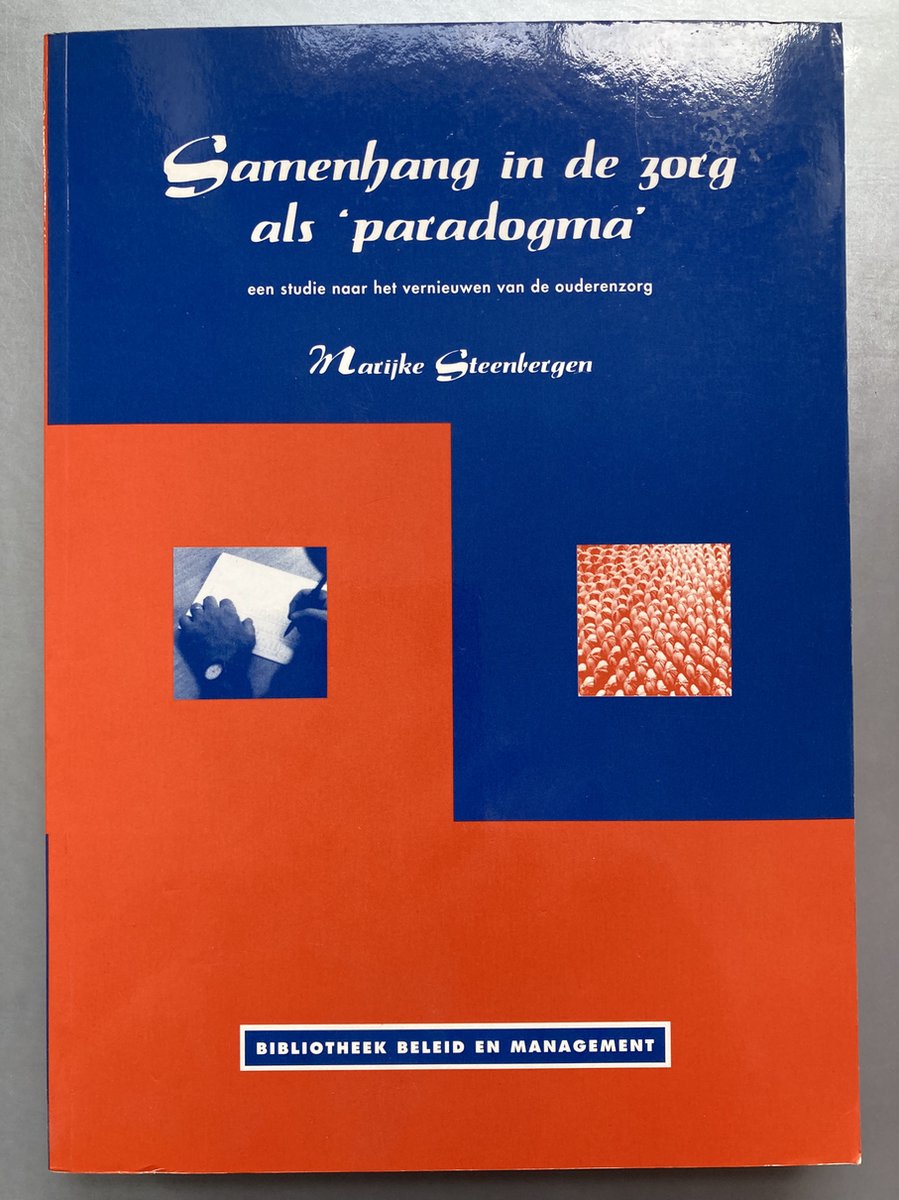 Samenhang in de zorg
als ‘paradogma’
een studie naar het vernieuwen van de ouderenzorg
Marijke Steenbergen
BIBLIOTHEEK BELEID EN MANAGEMENT